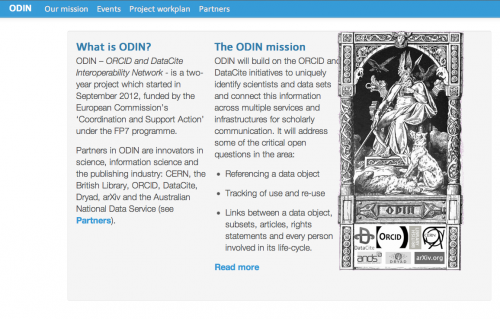 ODIN Our mission Events Project workplan Partners
What is ODIN?
ODIN – ORCID and DataCite
Interoperability Network - is a two-
year project which started in
September 2012, funded by the
European Commission's
'Coordination and Support Action'
under the FP7 programme.
Partners in ODIN are innovators in
science, information science and
the publishing industry: CERN, the
British Library, ORCID, DataCite,
Dryad, arXiv and the Australian
National Data Service (see
Partners).
The ODIN mission
ODIN will build on the ORCID and
DataCite initiatives to uniquely
identify scientists and data sets
and connect this information
across multiple services and
infrastructures for scholarly
communication. It will address
some of the critical open
questions in the area:
• Referencing a data object
• Tracking of use and re-use
• Links between a data object,
subsets, articles, rights
statements and every person
involved in its life-cycle.
Read more
ODIN
DataCite ORCID
ands arXiv.org